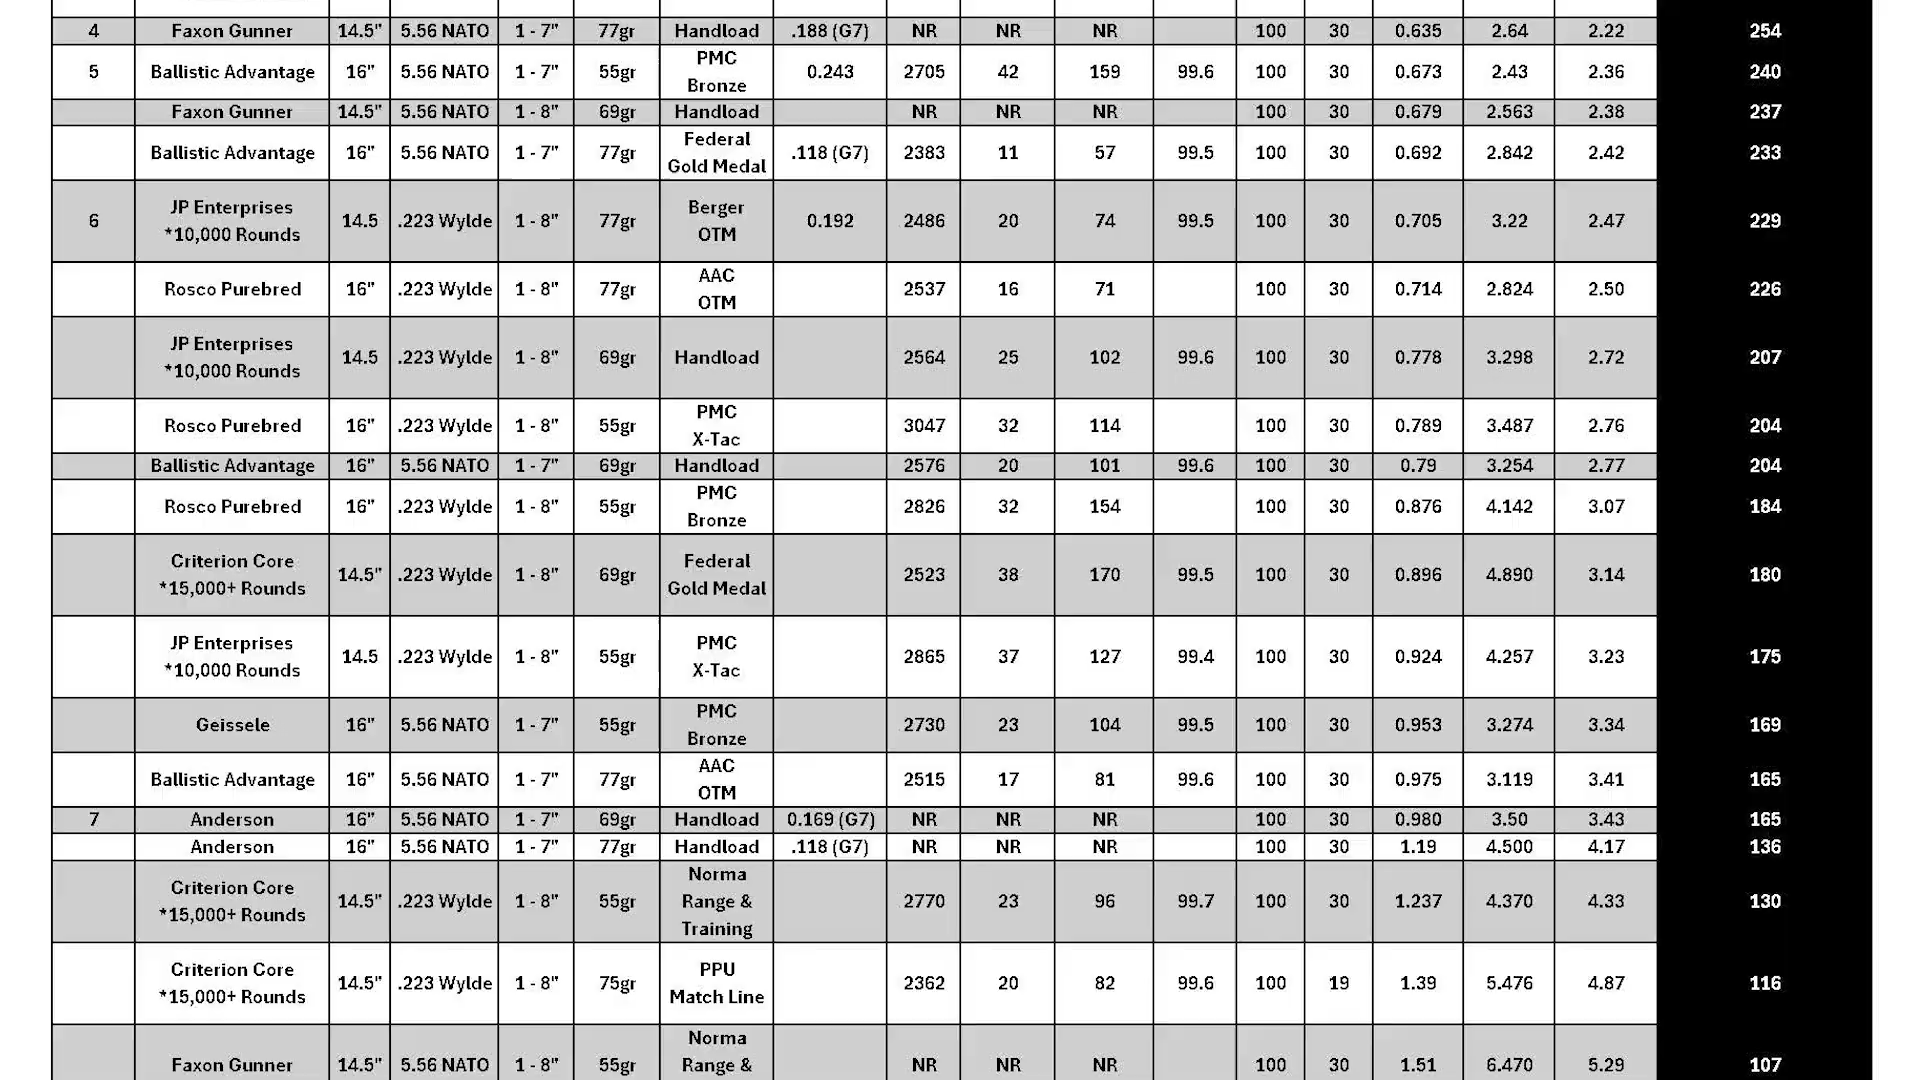 4 Faxon Gunner 14.5" 5.56 NATO 1 - 7" 77gr Handload .188 (G7) NR NR NR 100 30 0.635 2.64 2.22 254
5 Ballistic Advantage 16" 5.56 NATO 1 - 7" 55gr PMC Bronze 0.243 2705 42 159 99.6 100 30 0.673 2.43 2.36 240
Faxon Gunner 14.5" 5.56 NATO 1 - 8" 69gr Handload NR NR NR 100 30 0.679 2.563 2.38 237
Ballistic Advantage 16" 5.56 NATO 1 - 7" 77gr Federal Gold Medal .118 (G7) 2383 11 57 99.5 100 30 0.692 2.842 2.42 233
6 JP Enterprises *10,000 Rounds 14.5 .223 Wylde 1 - 8" 77gr Berger OTM 0.192 2486 20 74 99.5 100 30 0.705 3.22 2.47 229
Rosco Purebred 16" .223 Wylde 1 - 8" 77gr AAC OTM 2537 16 71 100 30 0.714 2.824 2.50 226
JP Enterprises *10,000 Rounds 14.5 .223 Wylde 1 - 8" 69gr Handload 2564 25 102 99.6 100 30 0.778 3.298 2.72 207
Rosco Purebred 16" .223 Wylde 1 - 8" 55gr PMC X-Tac 3047 32 114 100 30 0.789 3.487 2.76 204
Ballistic Advantage 16" 5.56 NATO 1 - 7" 69gr Handload 2576 20 101 99.6 100 30 0.79 3.254 2.77 204
Rosco Purebred 16" .223 Wylde 1 - 8" 55gr PMC Bronze 2826 32 154 100 30 0.876 4.142 3.07 184
Criterion Core *15,000+ Rounds 14.5" .223 Wylde 1 - 8" 69gr Federal Gold Medal 2523 38 170 99.5 100 30 0.896 4.890 3.14 180
JP Enterprises *10,000 Rounds 14.5 .223 Wylde 1 - 8" 55gr PMC X-Tac 2865 37 127 99.4 100 30 0.924 4.257 3.23 175
Geissele 16" 5.56 NATO 1 - 7" 55gr PMC Bronze 2730 23 104 99.5 100 30 0.953 3.274 3.34 169
Ballistic Advantage 16" 5.56 NATO 1 - 7" 77gr AAC OTM 2515 17 81 99.6 100 30 0.975 3.119 3.41 165
7 Anderson 16" 5.56 NATO 1 - 7" 69gr Handload 0.169 (G7) NR NR NR 100 30 0.980 3.50 3.43 165
Anderson 16" 5.56 NATO 1 - 7" 77gr Handload .118 (G7) NR NR NR 100 30 1.19 4.500 4.17 136
Criterion Core *15,000+ Rounds 14.5" .223 Wylde 1 - 8" 55gr Norma Range & Training 2770 23 96 99.7 100 30 1.237 4.370 4.33 130
Criterion Core *15,000+ Rounds 14.5" .223 Wylde 1 - 8" 75gr PPU Match Line 2362 20 82 99.6 100 19 1.39 5.476 4.87 116
Faxon Gunner 14.5" 5.56 NATO 1 - 8" 55gr Norma Range & NR NR NR 100 30 1.51 6.470 5.29 107